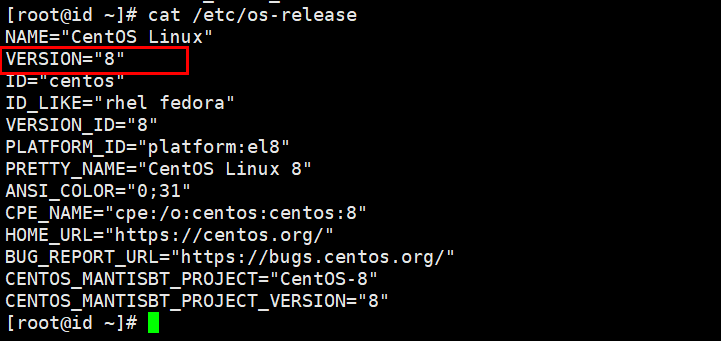 [root@id ~]# cat /etc/os-release
NAME="CentOS Linux"
VERSION="8"
ID="centos"
ID_LIKE="rhel fedora"
VERSION_ID="8"
PLATFORM_ID="platform:el8"
PRETTY_NAME="CentOS Linux 8"
ANSI_COLOR="0;31"
CPE_NAME="cpe:/o:centos:centos:8"
HOME_URL="https://centos.org/"
BUG_REPORT_URL="https://bugs.centos.org/"
CENTOS_MANTISBT_PROJECT="CentOS-8"
CENTOS_MANTISBT_PROJECT_VERSION="8"
[root@id ~]#